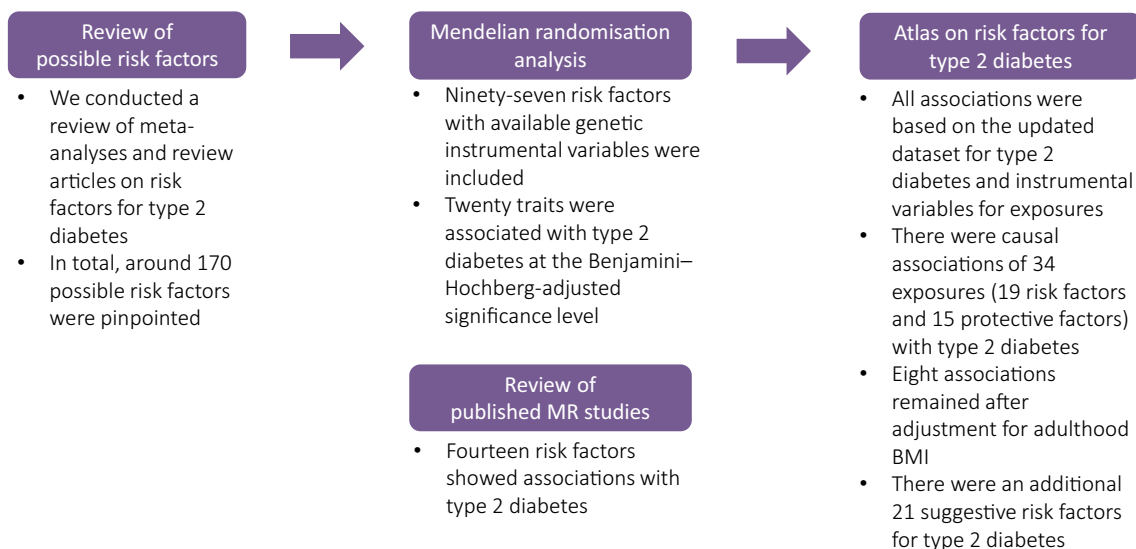 Review of
possible risk factors
• We conducted a
review of meta-
analyses and review
articles on risk
factors for type 2
diabetes
• In total, around 170
possible risk factors
were pinpointed
Mendelian randomisation
analysis
• Ninety-seven risk factors
with available genetic
instrumental variables were
included
• Twenty traits were
associated with type 2
diabetes at the Benjamini–
Hochberg-adjusted
significance level
Review of
published MR studies
• Fourteen risk factors
showed associations with
type 2 diabetes
Atlas on risk factors for
type 2 diabetes
• All associations were
based on the updated
dataset for type 2
diabetes and instrumental
variables for exposures
• There were causal
associations of 34
exposures (19 risk factors
and 15 protective factors)
with type 2 diabetes
• Eight associations
remained after
adjustment for adulthood
BMI
• There were an additional
21 suggestive risk factors
for type 2 diabetes